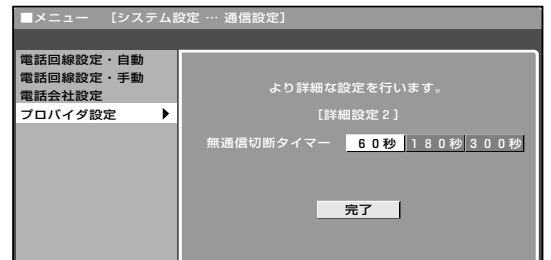 ■メニュー [システム設定 … 通信設定]
電話回線設定・自動
電話回線設定・手動
電話会社設定
プロバイダ設定 ▶
より詳細な設定を行います。
[詳細設定2]
無通信切断タイマー 60秒 180秒 300秒
完了